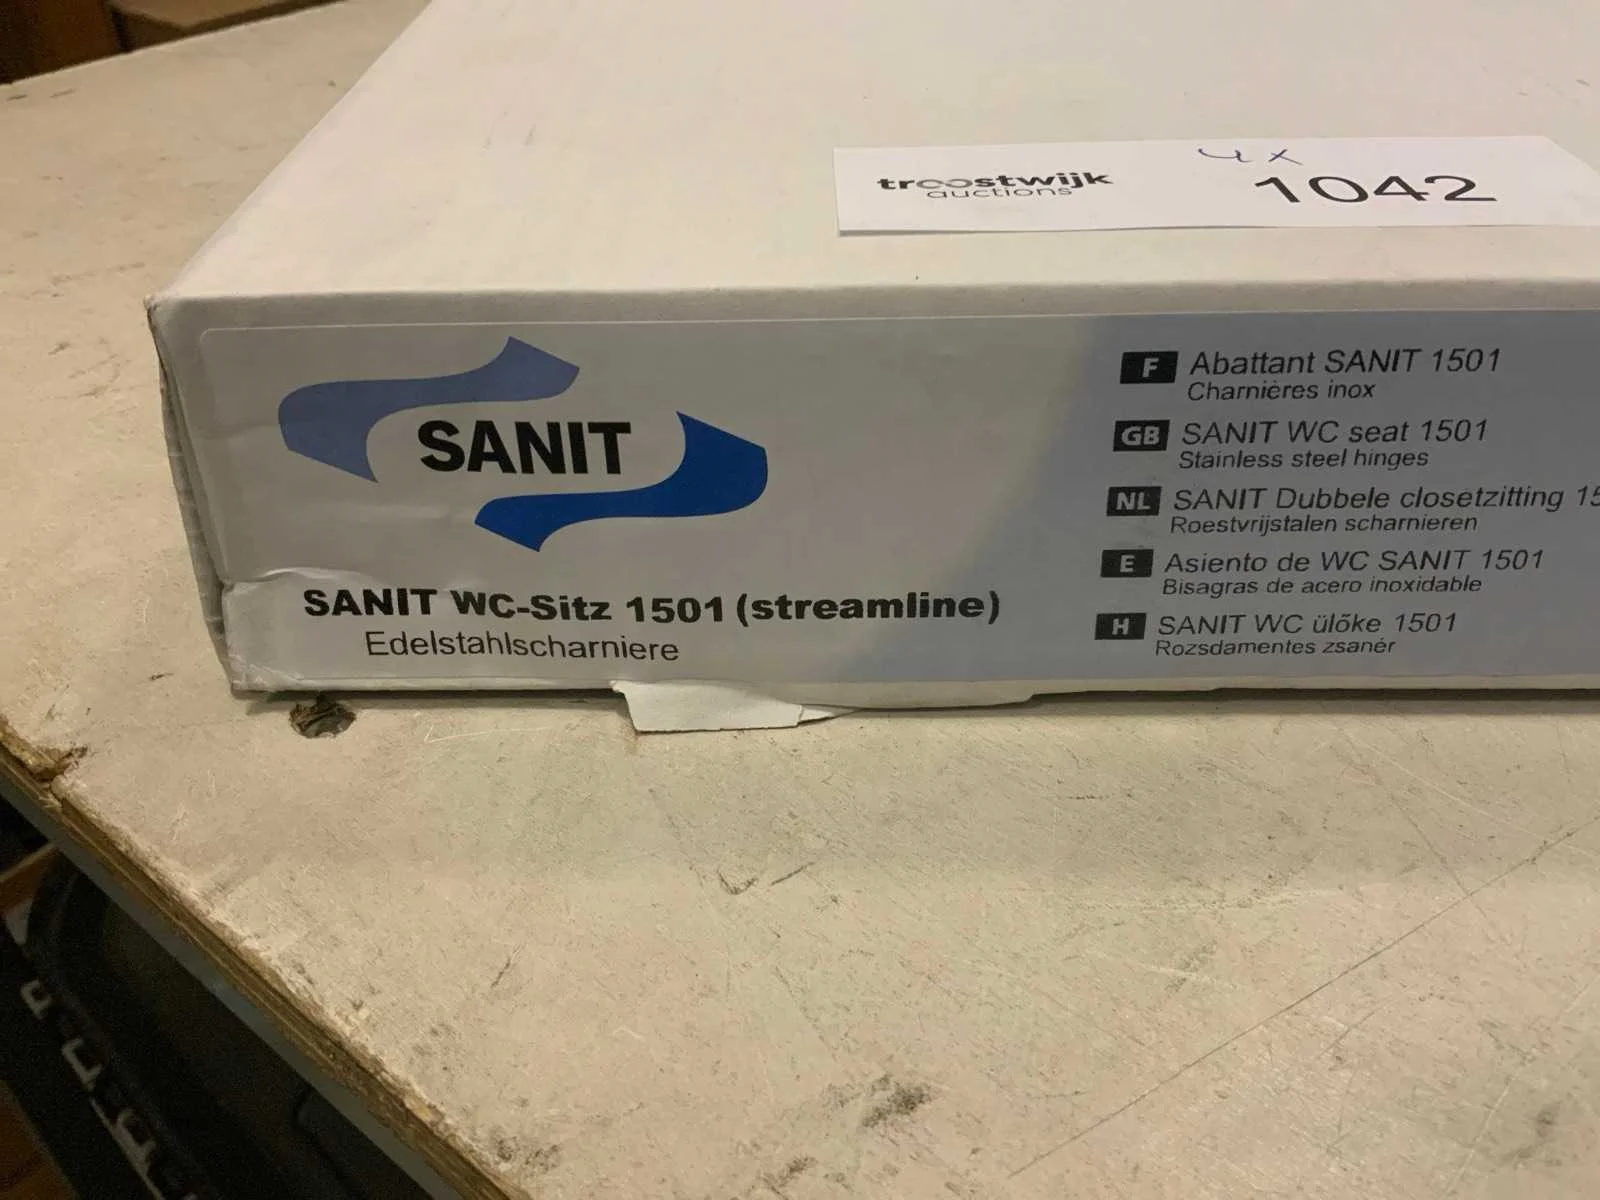 4x
troostwijk
auctions
1042
SANIT
SANIT WC-Sitz 1501 (streamline)
Edelstahlscharniere
F Abattant SANIT 1501
Charnières inox
GB SANIT WC seat 1501
Stainless steel hinges
NL SANIT Dubbele closetzitting 15
Roestvrijstalen scharnieren
E Asiento de WC SANIT 1501
Bisagras de acero inoxidable
H SANIT WC ülőke 1501
Rozsdamentes zsanér